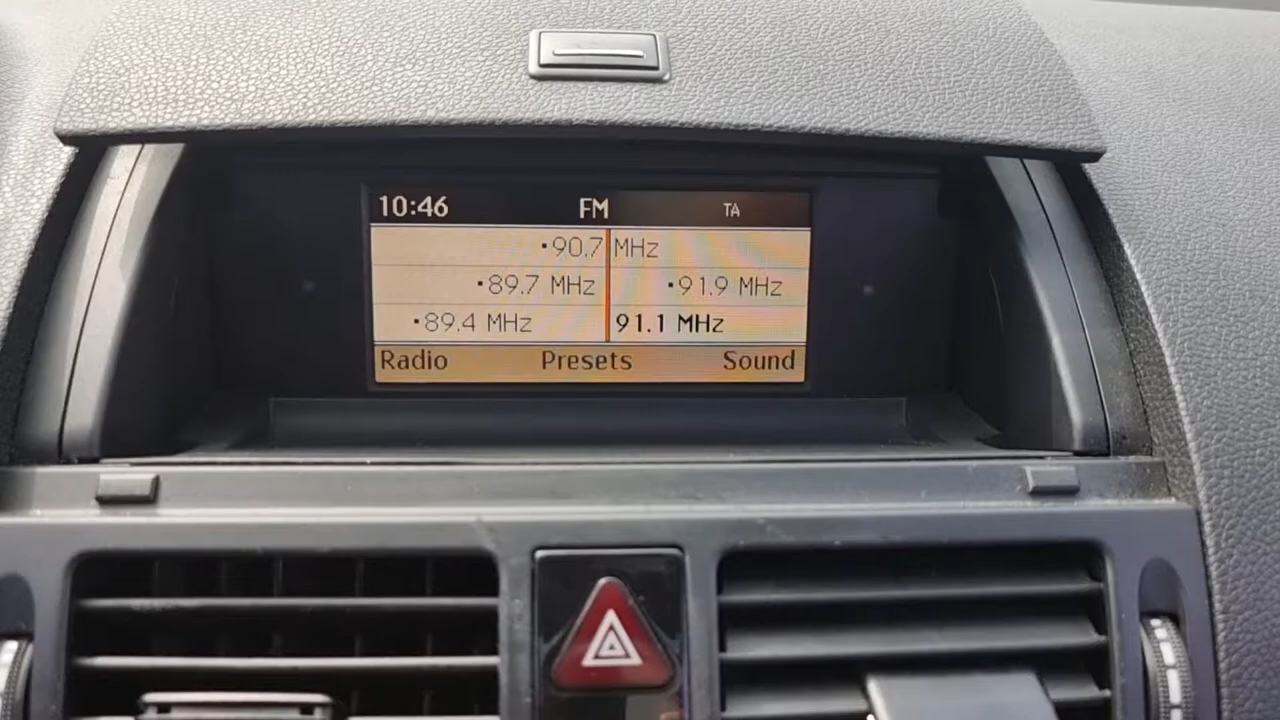 10:46 FM TA
•90.7 MHz
•89.7 MHz •91.9 MHz
•89.4 MHz 91.1 MHz
Radio Presets Sound